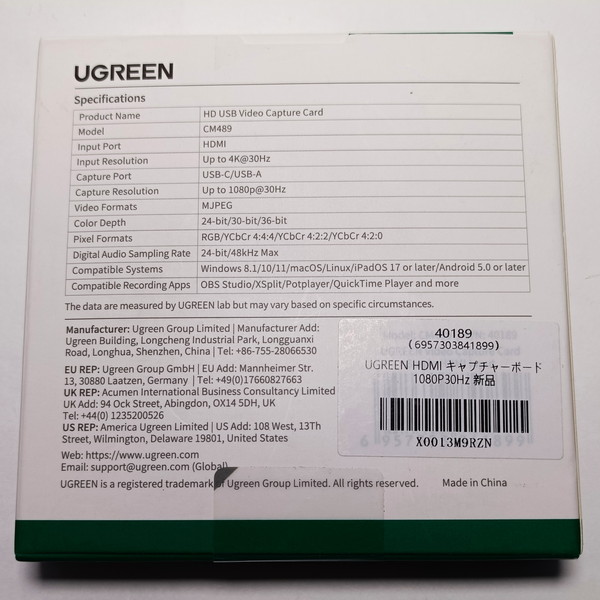 UGREEN
Specifications
Product Name HD USB Video Capture Card
Model CM489
Input Port HDMI
Input Resolution Up to 4K@30Hz
Capture Port USB-C/USB-A
Capture Resolution Up to 1080p@30Hz
Video Formats MJPEG
Color Depth 24-bit/30-bit/36-bit
Pixel Formats RGB/YCbCr 4:4:4/YCbCr 4:2:2/YCbCr 4:2:0
Digital Audio Sampling Rate 24-bit/48kHz Max
Compatible Systems Windows 8.1/10/11/macOS/Linux/iPadOS 17 or later/Android 5.0 or later
Compatible Recording Apps OBS Studio/XSplit/Potplayer/QuickTime Player and more
The data are measured by UGREEN lab but may vary based on specific circumstances.
Manufacturer: Ugreen Group Limited | Manufacturer Add:
Ugreen Building, Longcheng Industrial Park, Longguanxi
Road, Longhua, Shenzhen, China | Tel: +86-755-28066530
EU REP: Ugreen Group GmbH | EU Add: Mannheimer Str.
13, 30880 Laatzen, Germany | Tel: +49(0)17660827663
UK REP: Acumen International Business Consultancy Limited
UK Add: 94 Ock Street, Abingdon, OX14 5DH, UK
Tel: +44(0) 1235200526
US REP: America Ugreen Limited | US Add: 108 West, 13th
Street, Wilmington, Delaware 19801, United States
Web: https://www.ugreen.com
Email: support@ugreen.com (Global)
UGREEN is a registered trademark of Ugreen Group Limited. All rights reserved. Made in China
40189
(6957303841899)
UGREEN HDMI キャプチャーボード
1080P30Hz 新品
X0013M9RZN